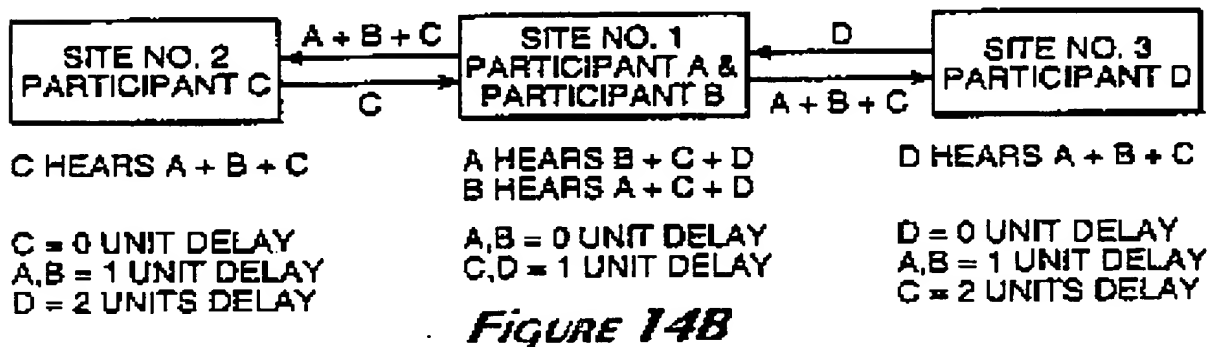 SITE NO. 2
PARTICIPANT C
A + B + C
C
SITE NO. 1
PARTICIPANT A &
PARTICIPANT B
D
A + B + C
SITE NO. 3
PARTICIPANT D
C HEARS A + B + C
C = 0 UNIT DELAY
A,B = 1 UNIT DELAY
D = 2 UNITS DELAY
A HEARS B + C + D
B HEARS A + C + D
A,B = 0 UNIT DELAY
C,D = 1 UNIT DELAY
D HEARS A + B + C
D = 0 UNIT DELAY
A,B = 1 UNIT DELAY
C = 2 UNITS DELAY
FIGURE 14B